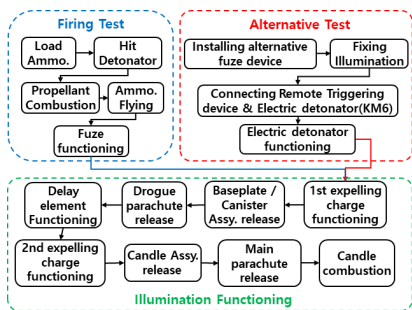 Firing Test
Load
Ammo.
Hit
Detonator
Propellant
Combustion
Ammo.
Flying
Fuze
functioning
Alternative Test
Installing alternative
fuze device
Fixing
Illumination
Connecting Remote Triggering
device & Electric detonator(KM6)
Electric detonator
functioning
Delay
element
Functioning
Drogue
parachute
release
Baseplate /
Canister
Assy. release
1st expelling
charge
functioning
2nd expelling
charge
functioning
Candle Assy.
release
Main
parachute
release
Candle
combustion
Illumination Functioning